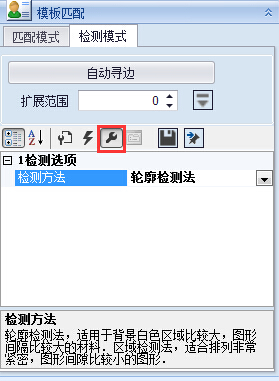 模板匹配
匹配模式 检测模式
自动寻边
扩展范围 0
1检测选项
检测方法 轮廓检测法
检测方法
轮廓检测法，适用于背景白色区域比较大，图形
间隔比较大的材料．区域检测法，适合排列非常
紧密，图形间隙比较小的图形．